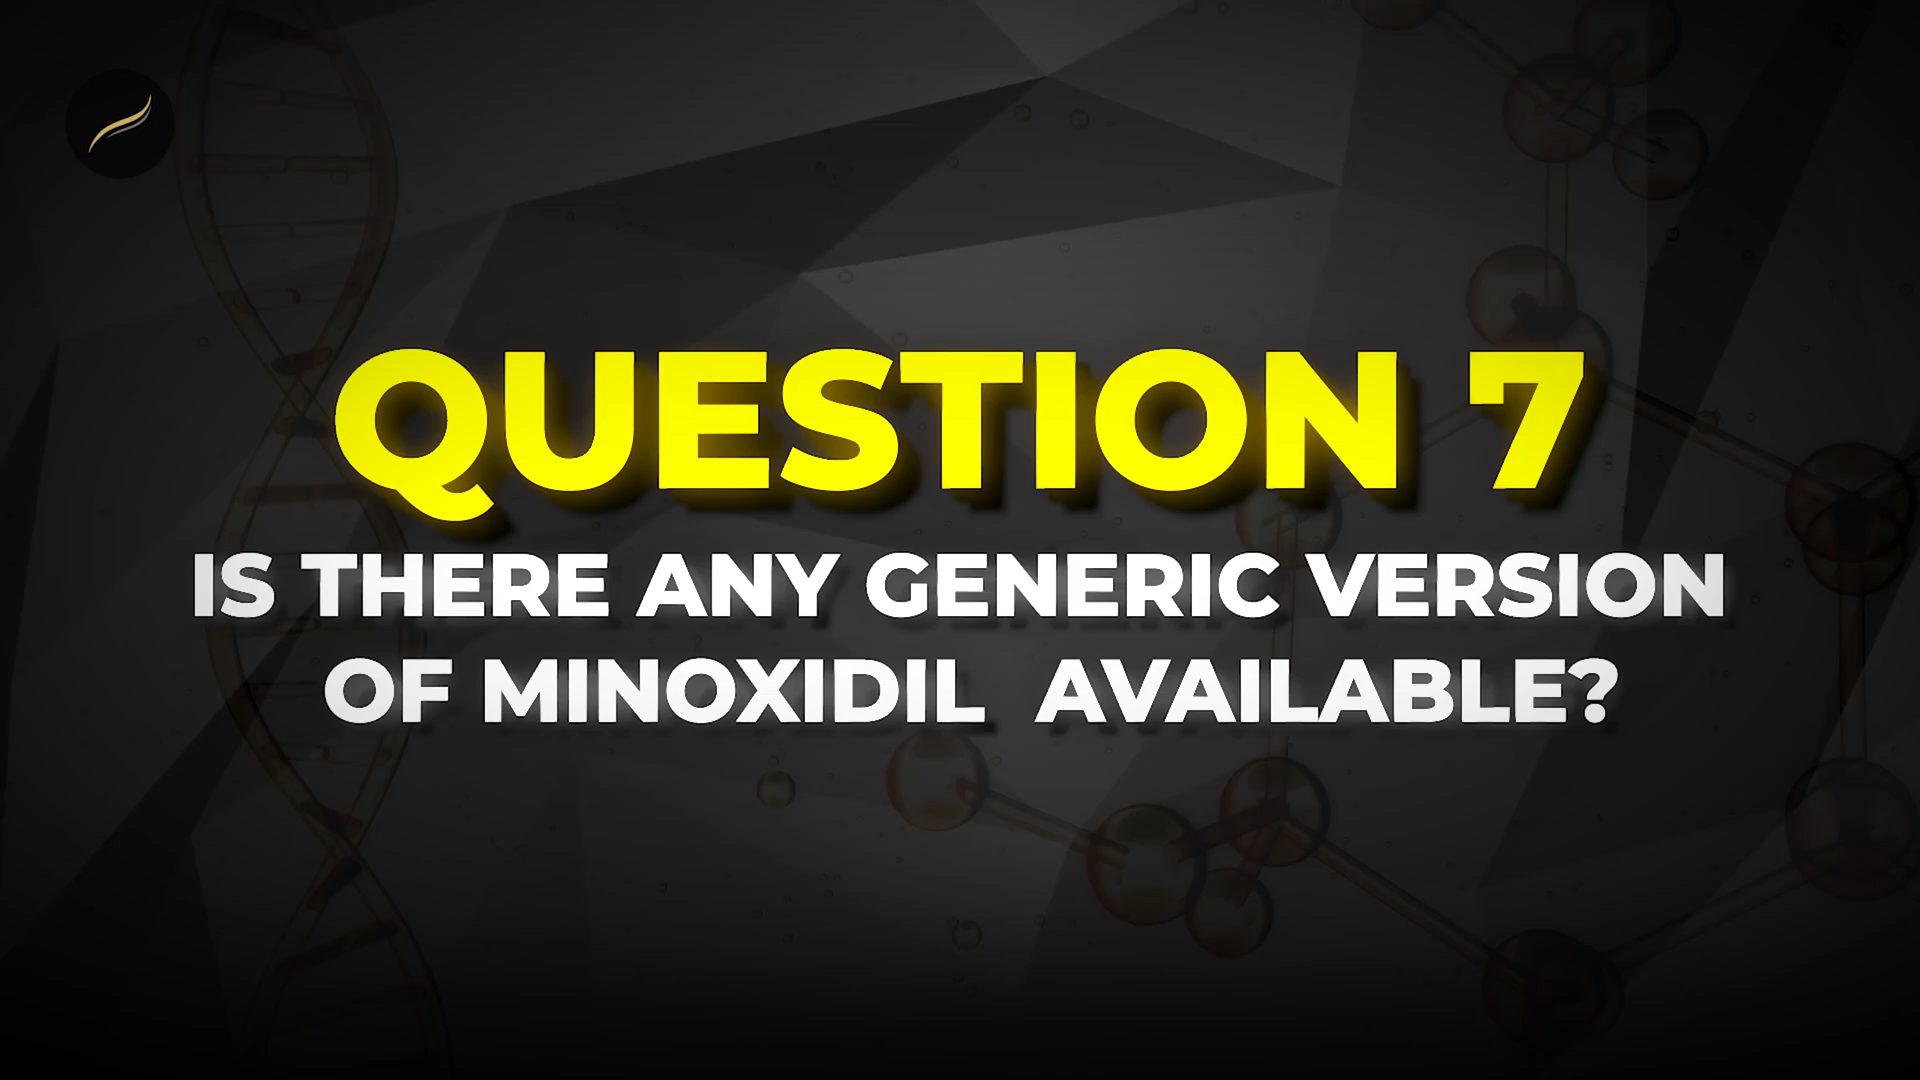 QUESTION 7
IS THERE ANY GENERIC VERSION
OF MINOXIDIL  AVAILABLE?